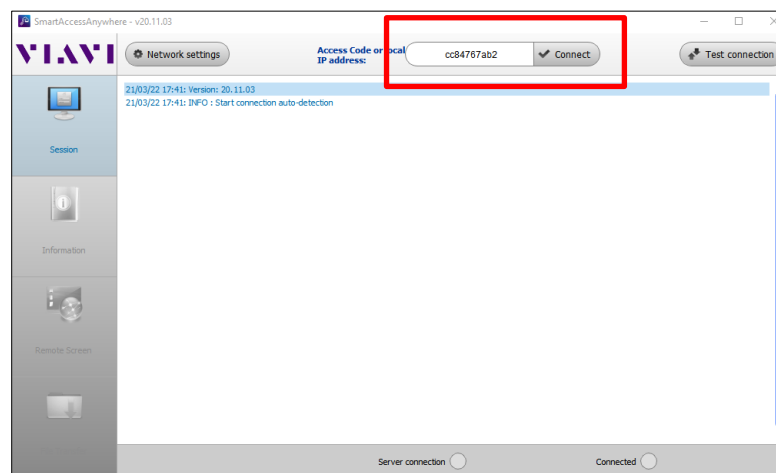 SmartAccessAnywhere - v20.11.03
VIAVI
Network settings
Access Code or local
IP address:
cc84767ab2
Connect
Test connection
21/03/22 17:41: Version: 20.11.03
21/03/22 17:41: INFO : Start connection auto-detection
Session
Information
Remote Screen
Server connection
Connected